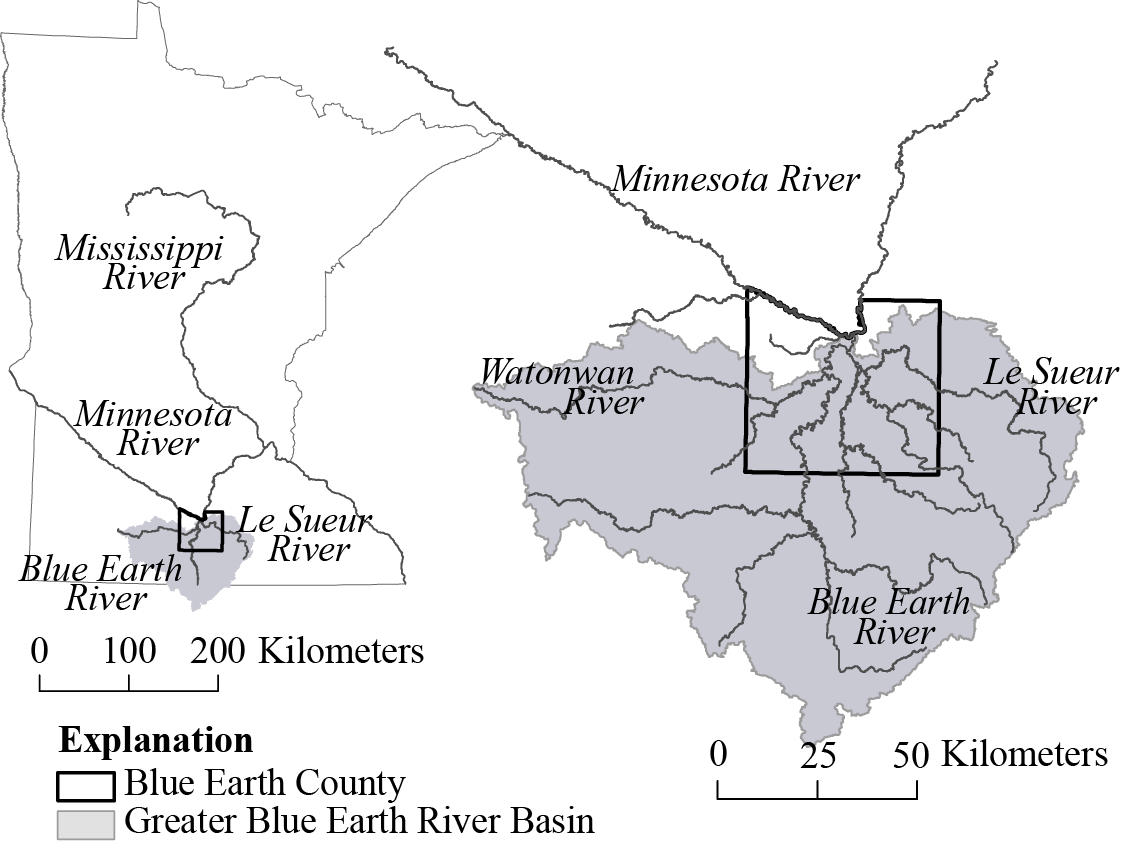 Mississippi
River
Minnesota
River
Le Sueur
River
Blue Earth
River
0 100 200 Kilometers
Minnesota River
Watonwan
River
Le Sueur
River
Blue Earth
River
0 25 50 Kilometers
Explanation
Blue Earth County
Greater Blue Earth River Basin